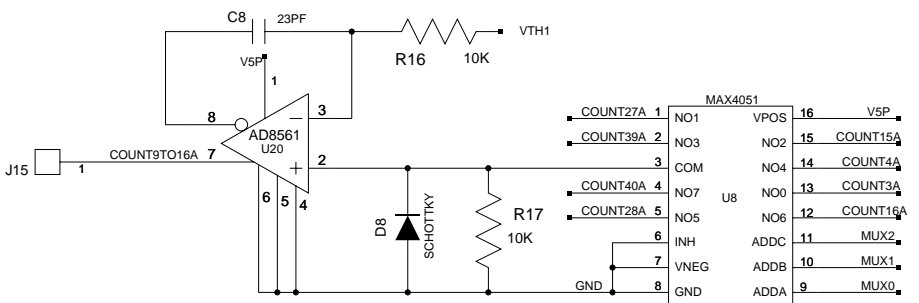 C8 23PF
V5P
1
R16 10K
VTH1
8
3
AD8561
U20
J15
1
COUNT9TO16A 7
2
6 5 4
D8
SCHOTTKY
R17
10K
GND
MAX4051
U8
COUNT27A 1 NO1 VPOS 16 V5P
COUNT39A 2 NO3 NO2 15 COUNT15A
3 COM NO4 14 COUNT4A
COUNT40A 4 NO7 NO0 13 COUNT3A
COUNT28A 5 NO5 NO6 12 COUNT16A
6 INH ADDC 11 MUX2
7 VNEG ADDB 10 MUX1
8 GND ADDA 9 MUX0